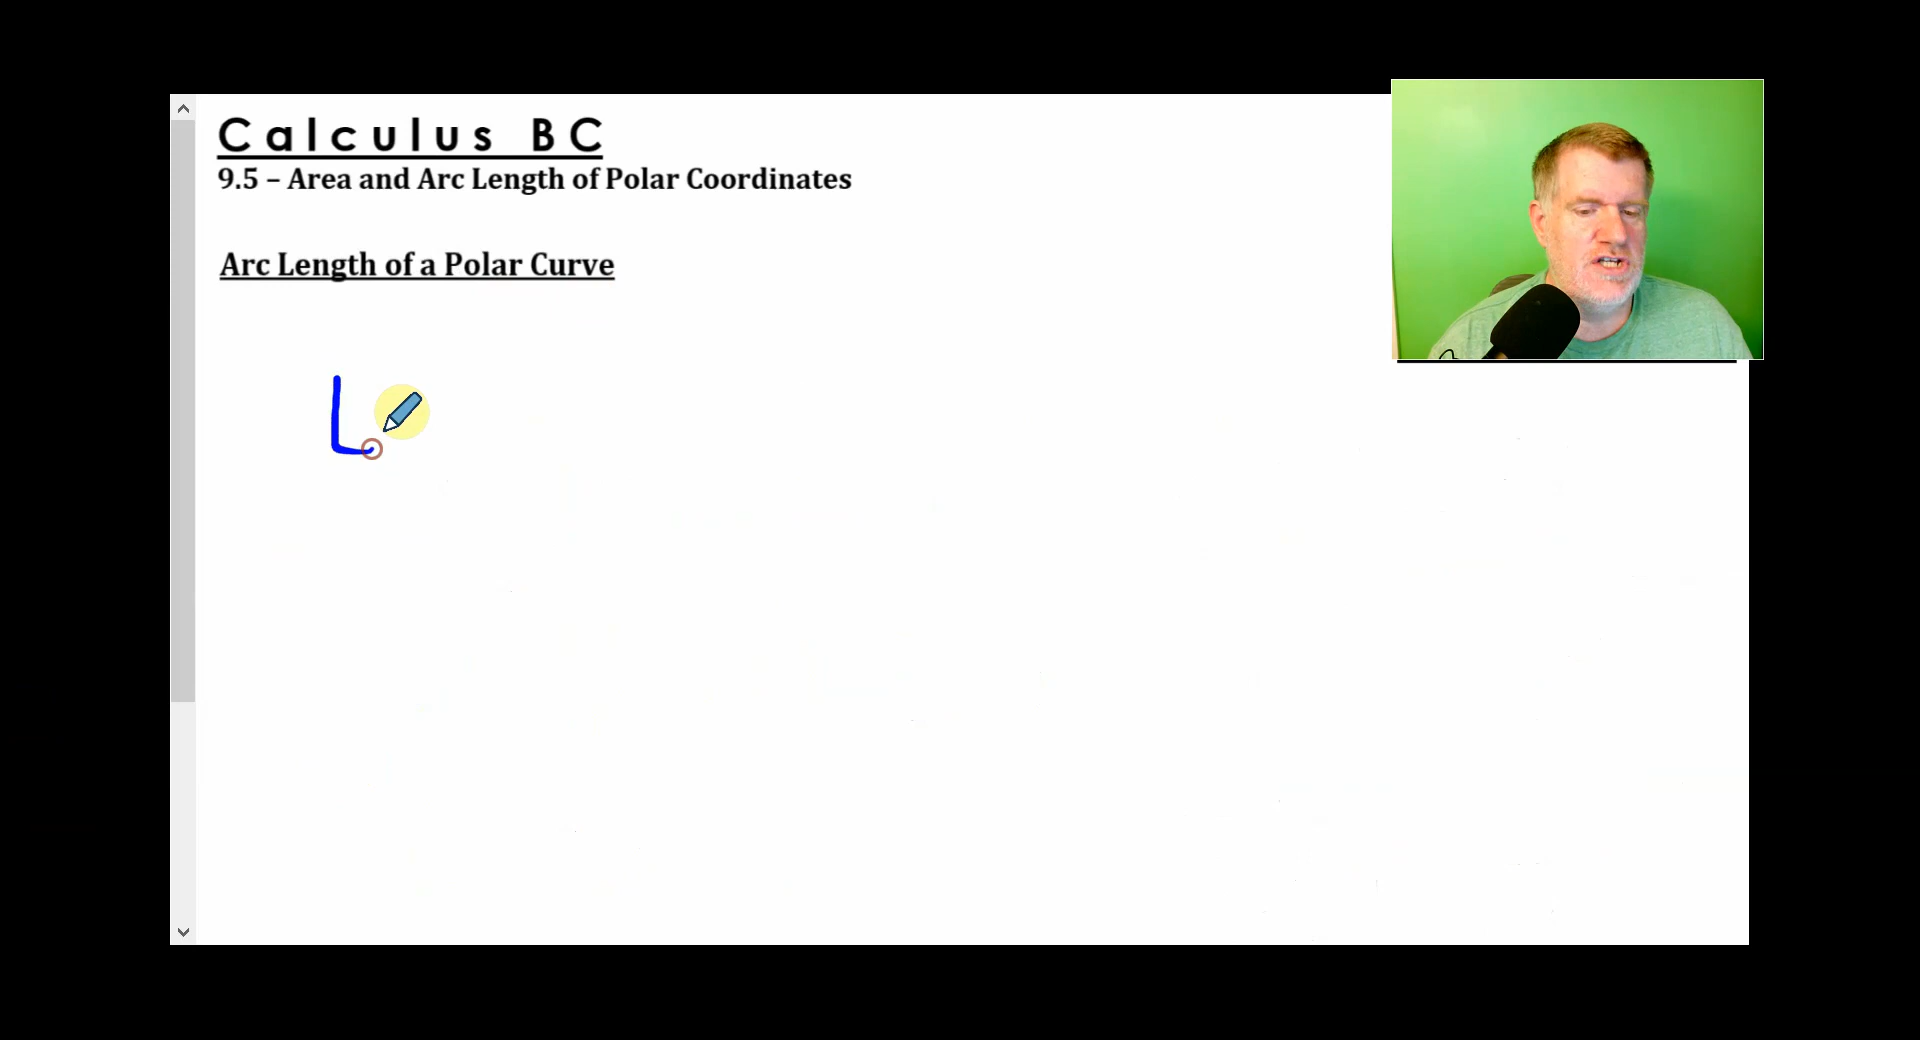 Calculus BC
9.5 – Area and Arc Length of Polar Coordinates
Arc Length of a Polar Curve
L